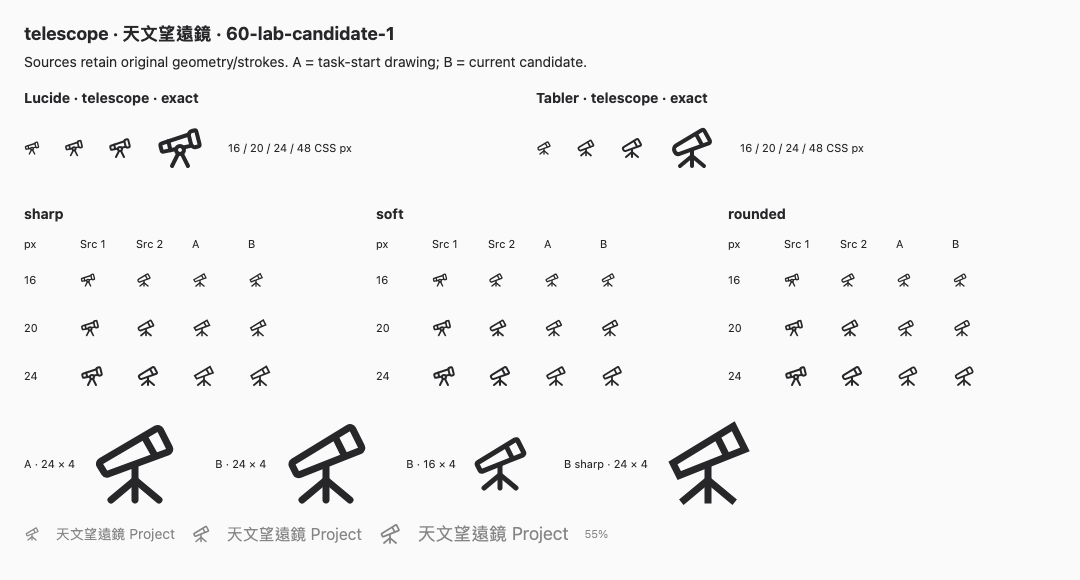 telescope · 天文望遠鏡 · 60-lab-candidate-1
Sources retain original geometry/strokes. A = task-start drawing; B = current candidate.
Lucide · telescope · exact
Tabler · telescope · exact
16 / 20 / 24 / 48 CSS px
16 / 20 / 24 / 48 CSS px
sharp
soft
rounded
px Src 1 Src 2 A B
px Src 1 Src 2 A B
px Src 1 Src 2 A B
16
16
16
20
20
20
24
24
24
A · 24 × 4
B · 24 × 4
B · 16 × 4
B sharp · 24 × 4
天文望遠鏡 Project
天文望遠鏡 Project
天文望遠鏡 Project
55%